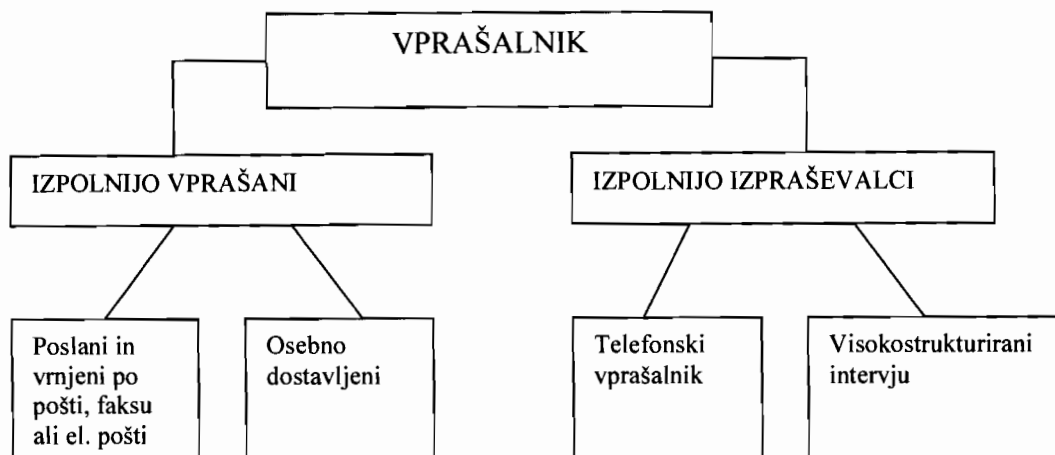 VPRAŠALNIK
IZPOLNIJO VPRAŠANI
IZPOLNIJO IZPRAŠEVALCI
Poslani in
vrnjeni po
pošti, faksu
ali el. pošti
Osebno
dostavljeni
Telefonski
vprašalnik
Visokostrukturirani
intervju